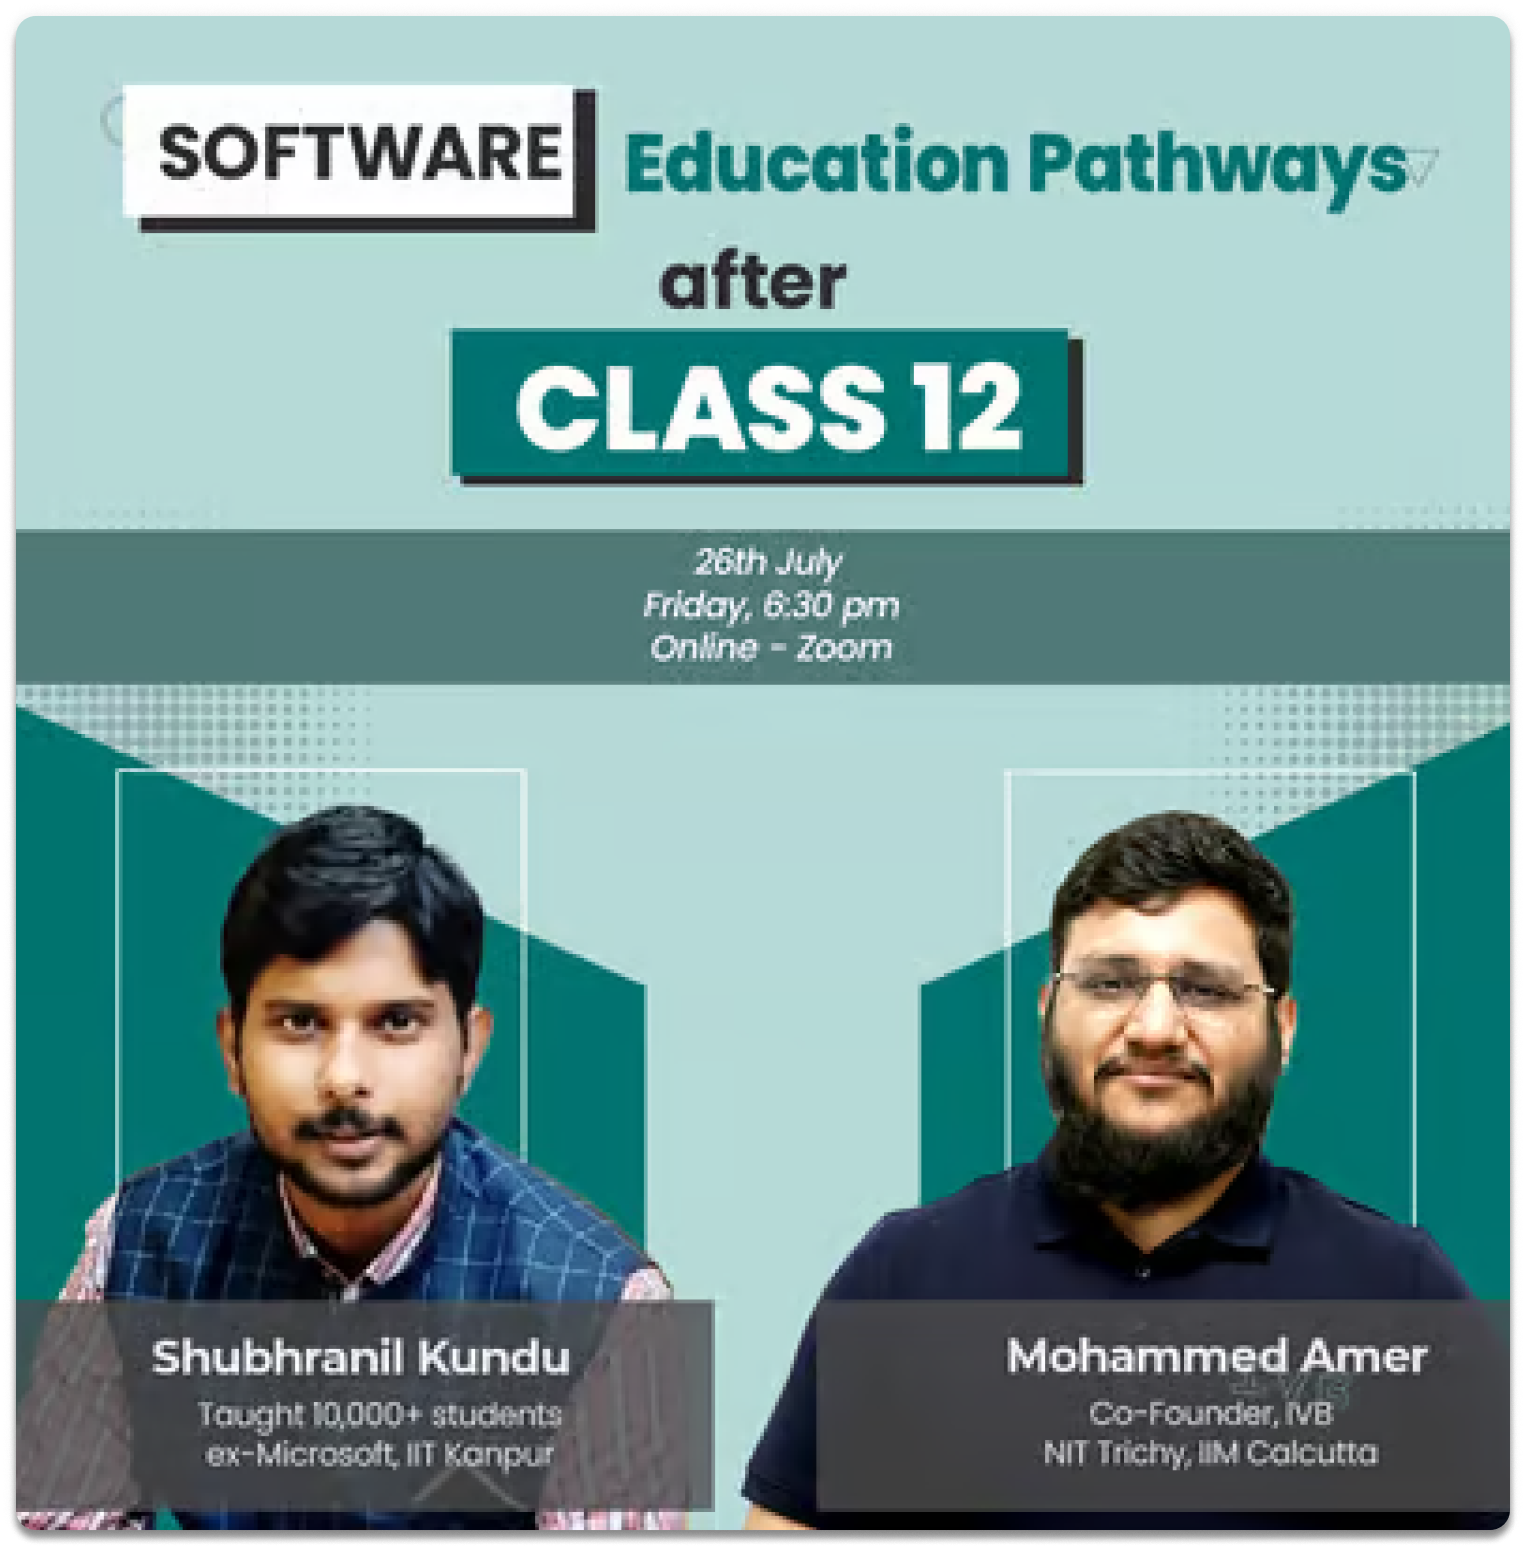 SOFTWARE Education Pathways
after
CLASS 12
26th July
Friday, 6:30 pm
Online - Zoom
Shubhranil Kundu
Taught 10,000+ students
ex-Microsoft, IIT Kanpur
Mohammed Amer
Co-Founder, IVB
NIT Trichy, IIM Calcutta